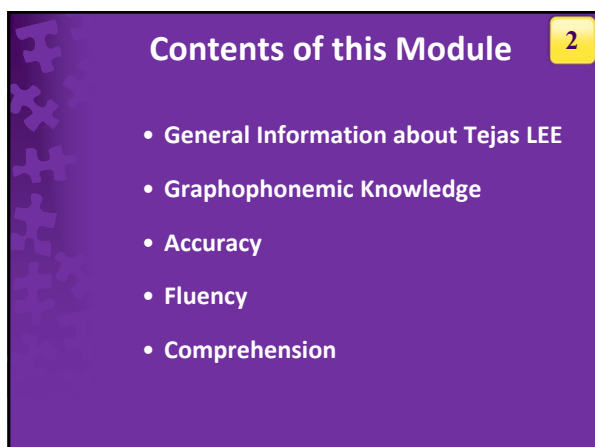 Contents of this Module
2
• General Information about Tejas LEE
• Graphophonemic Knowledge
• Accuracy
• Fluency
• Comprehension